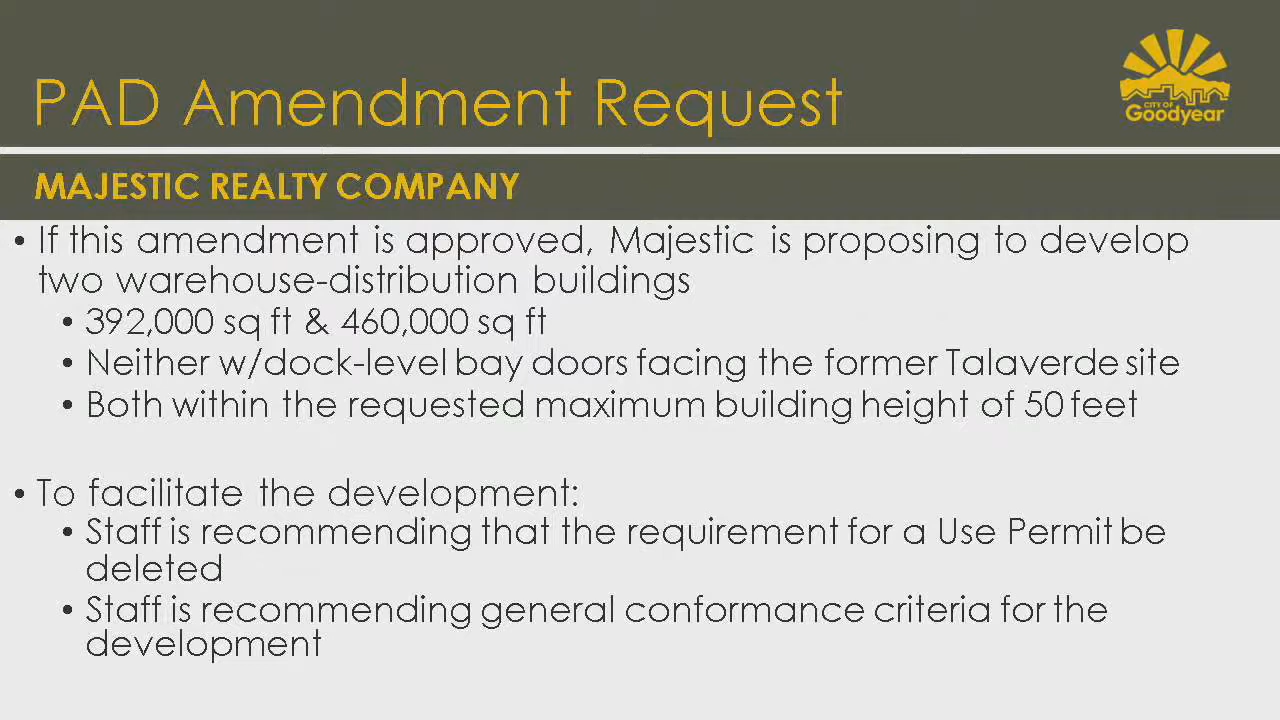 PAD Amendment Request
CITY OF
Goodyear
MAJESTIC REALTY COMPANY
• If this amendment is approved, Majestic is proposing to develop
two warehouse-distribution buildings
• 392,000 sq ft & 460,000 sq ft
• Neither w/dock-level bay doors facing the former Talaverde site
• Both within the requested maximum building height of 50 feet
• To facilitate the development:
• Staff is recommending that the requirement for a Use Permit be
deleted
• Staff is recommending general conformance criteria for the
development